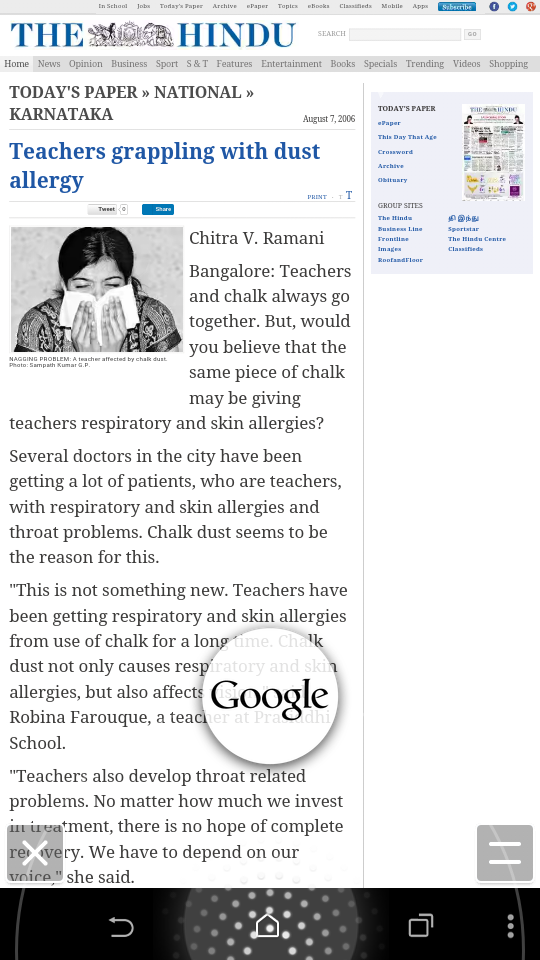 In School Jobs Today's Paper Archive ePaper Topics eBooks Classifieds Mobile Apps Subscribe
THE HINDU
SEARCH GO
Home News Opinion Business Sport S & T Features Entertainment Books Specials Trending Videos Shopping
TODAY'S PAPER » NATIONAL »
KARNATAKA
August 7, 2006
Teachers grappling with dust
allergy
PRINT · T T
Tweet 0 Share
NAGGING PROBLEM: A teacher affected by chalk dust.
Photo: Sampath Kumar G.P.
Chitra V. Ramani
Bangalore: Teachers
and chalk always go
together. But, would
you believe that the
same piece of chalk
may be giving
teachers respiratory and skin allergies?
Several doctors in the city have been
getting a lot of patients, who are teachers,
with respiratory and skin allergies and
throat problems. Chalk dust seems to be
the reason for this.
"This is not something new. Teachers have
been getting respiratory and skin allergies
from use of chalk for a long time. Chalk
dust not only causes respiratory and skin
allergies, but also affects
Robina Farouque, a teacher at
School.
"Teachers also develop throat related
problems. No matter how much we invest
in treatment, there is no hope of complete
recovery. We have to depend on our
voice," she said.
Google
TODAY'S PAPER
ePaper
This Day That Age
Crossword
Archive
Obituary
THE HINDU
GROUP SITES
The Hindu தி இந்து
Business Line Sportstar
Frontline The Hindu Centre
Images Classifieds
RoofandFloor